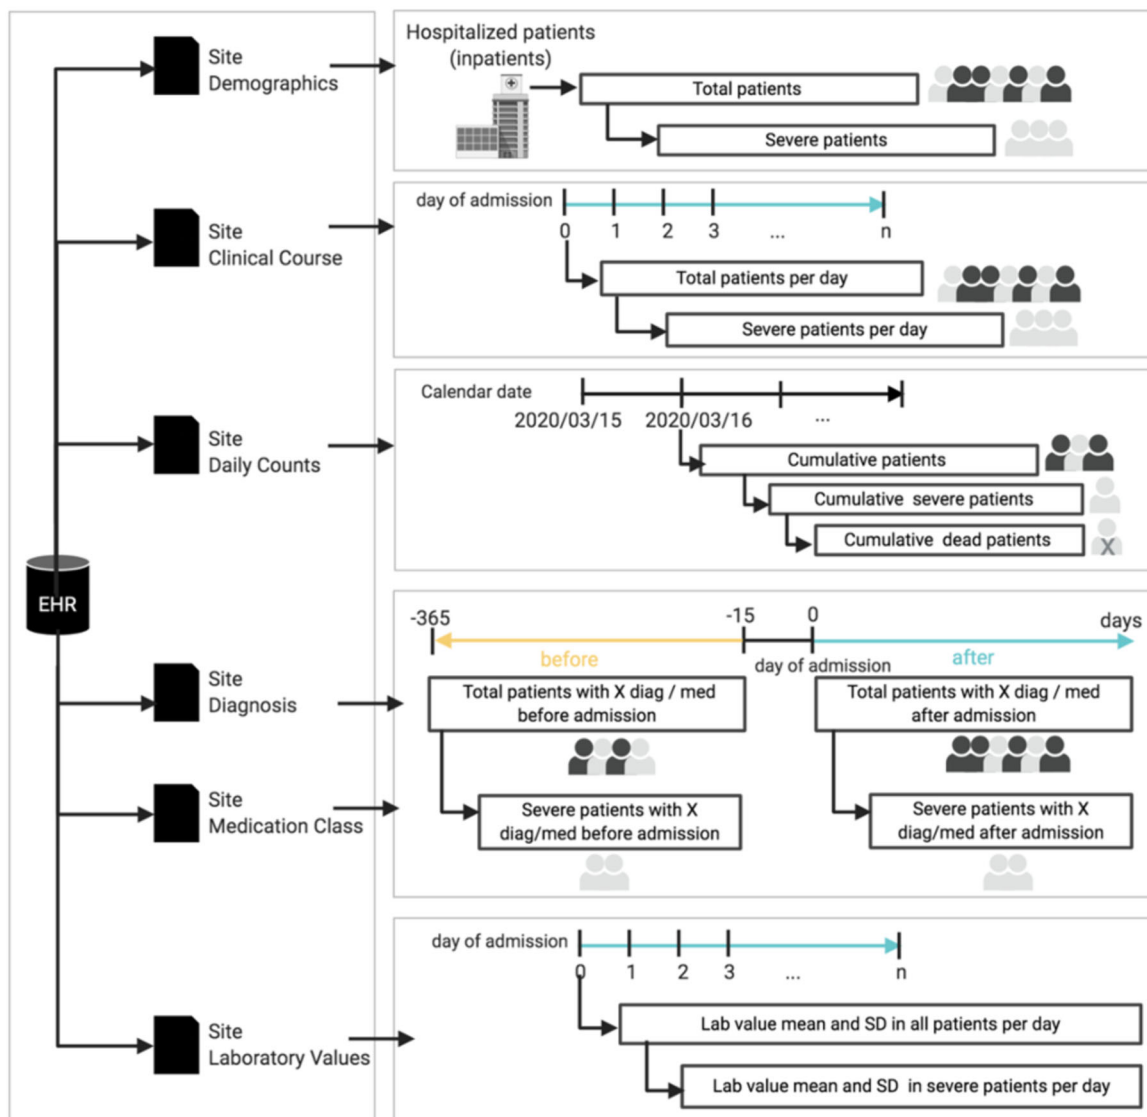 Site
Demographics
Hospitalized patients
(inpatients)
Total patients
Severe patients
Site
Clinical Course
day of admission
0 1 2 3 ... n
Total patients per day
Severe patients per day
Site
Daily Counts
Calendar date
2020/03/15 2020/03/16 ...
Cumulative patients
Cumulative severe patients
Cumulative dead patients
X
EHR
Site
Diagnosis
Site
Medication Class
-365 -15 0 days
before day of admission after
Total patients with X diag / med
before admission
Total patients with X diag / med
after admission
Severe patients with X
diag/med before admission
Severe patients with X
diag/med after admission
Site
Laboratory Values
day of admission
0 1 2 3 ... n
Lab value mean and SD in all patients per day
Lab value mean and SD in severe patients per day